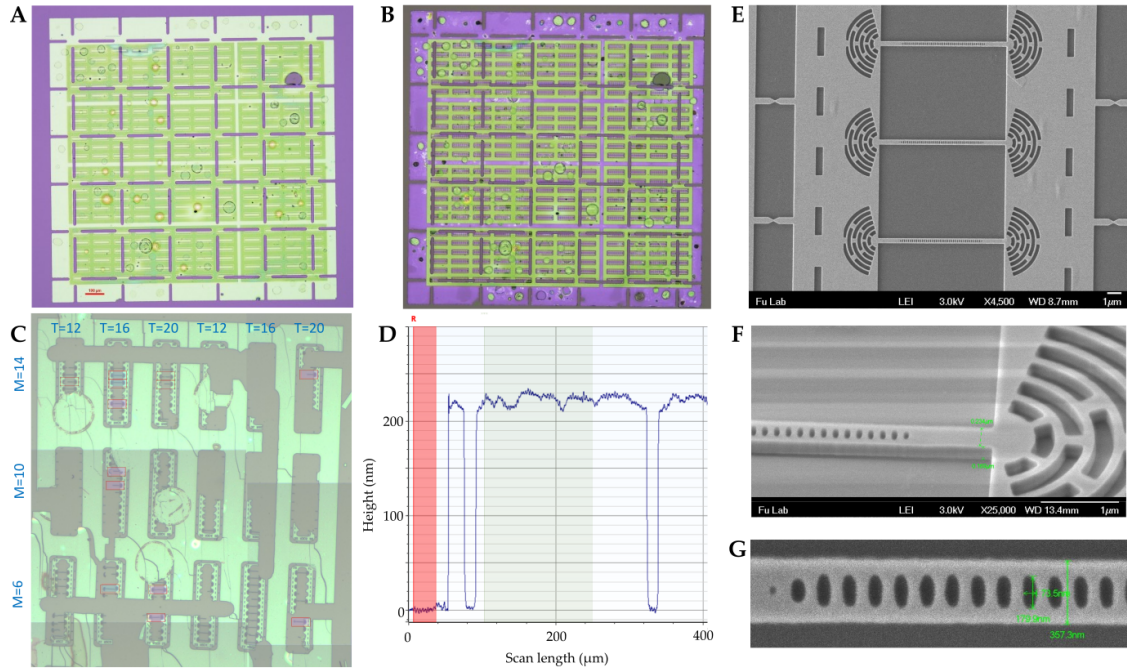 A
B
E
100 µm
C
T=12 T=16 T=20 T=12 T=16 T=20
M=14
M=10
M=6
D
R
Height (nm)
200
100
0
0 200 400
Scan length (µm)
Fu Lab LEI 3.0kV X4,500 WD 8.7mm 1µm
F
Fu Lab LEI 3.0kV X25,000 WD 13.4mm 1µm
G
357.3nm